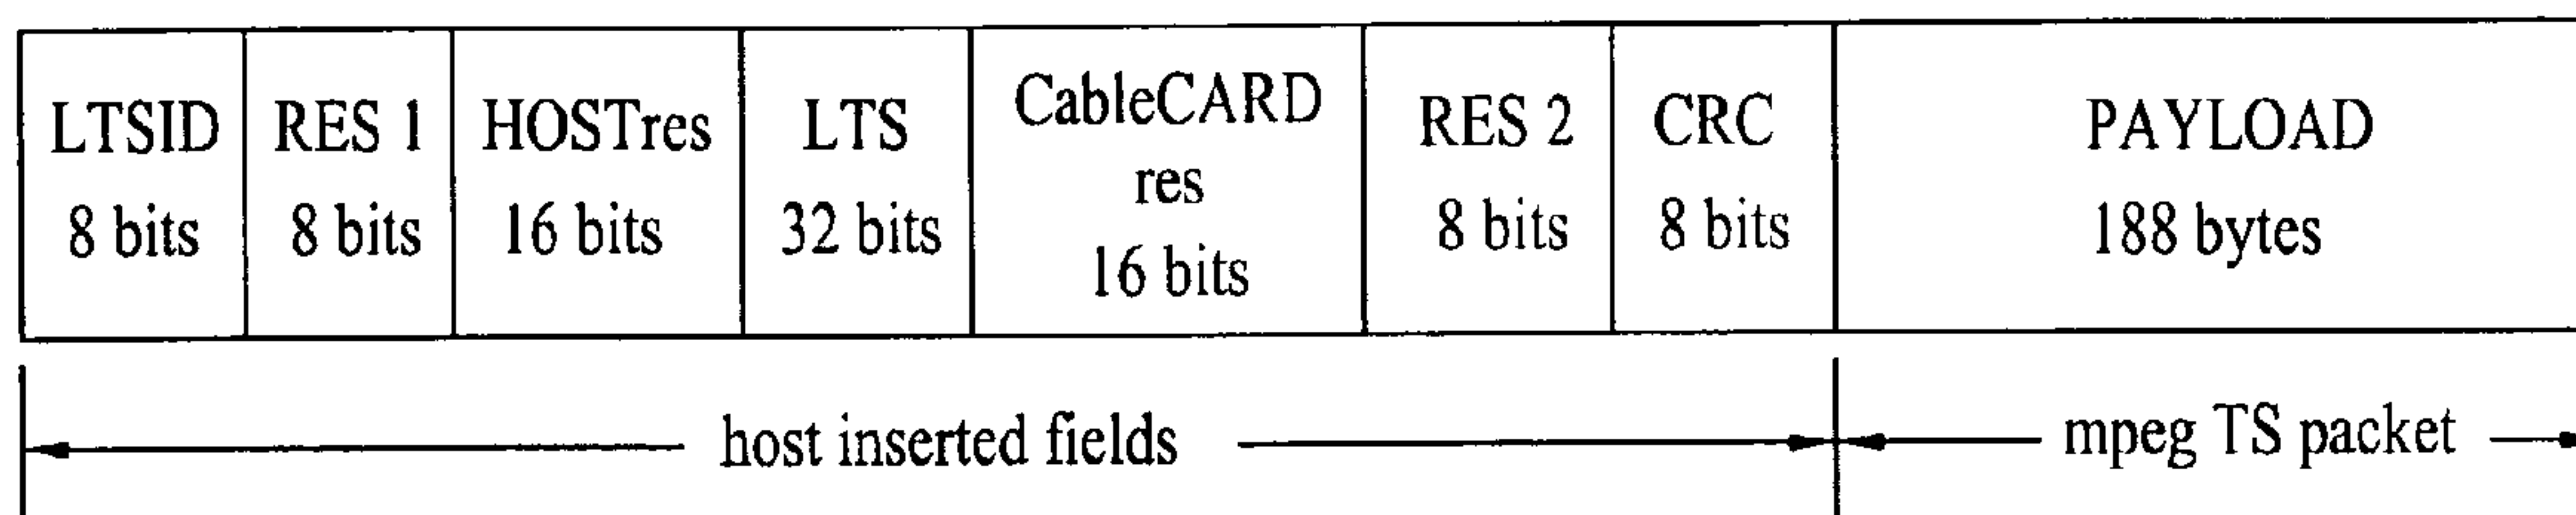 LTSID
8 bits
RES 1
8 bits
HOSTres
16 bits
LTS
32 bits
CableCARD
res
16 bits
RES 2
8 bits
CRC
8 bits
PAYLOAD
188 bytes
host inserted fields
mpeg TS packet